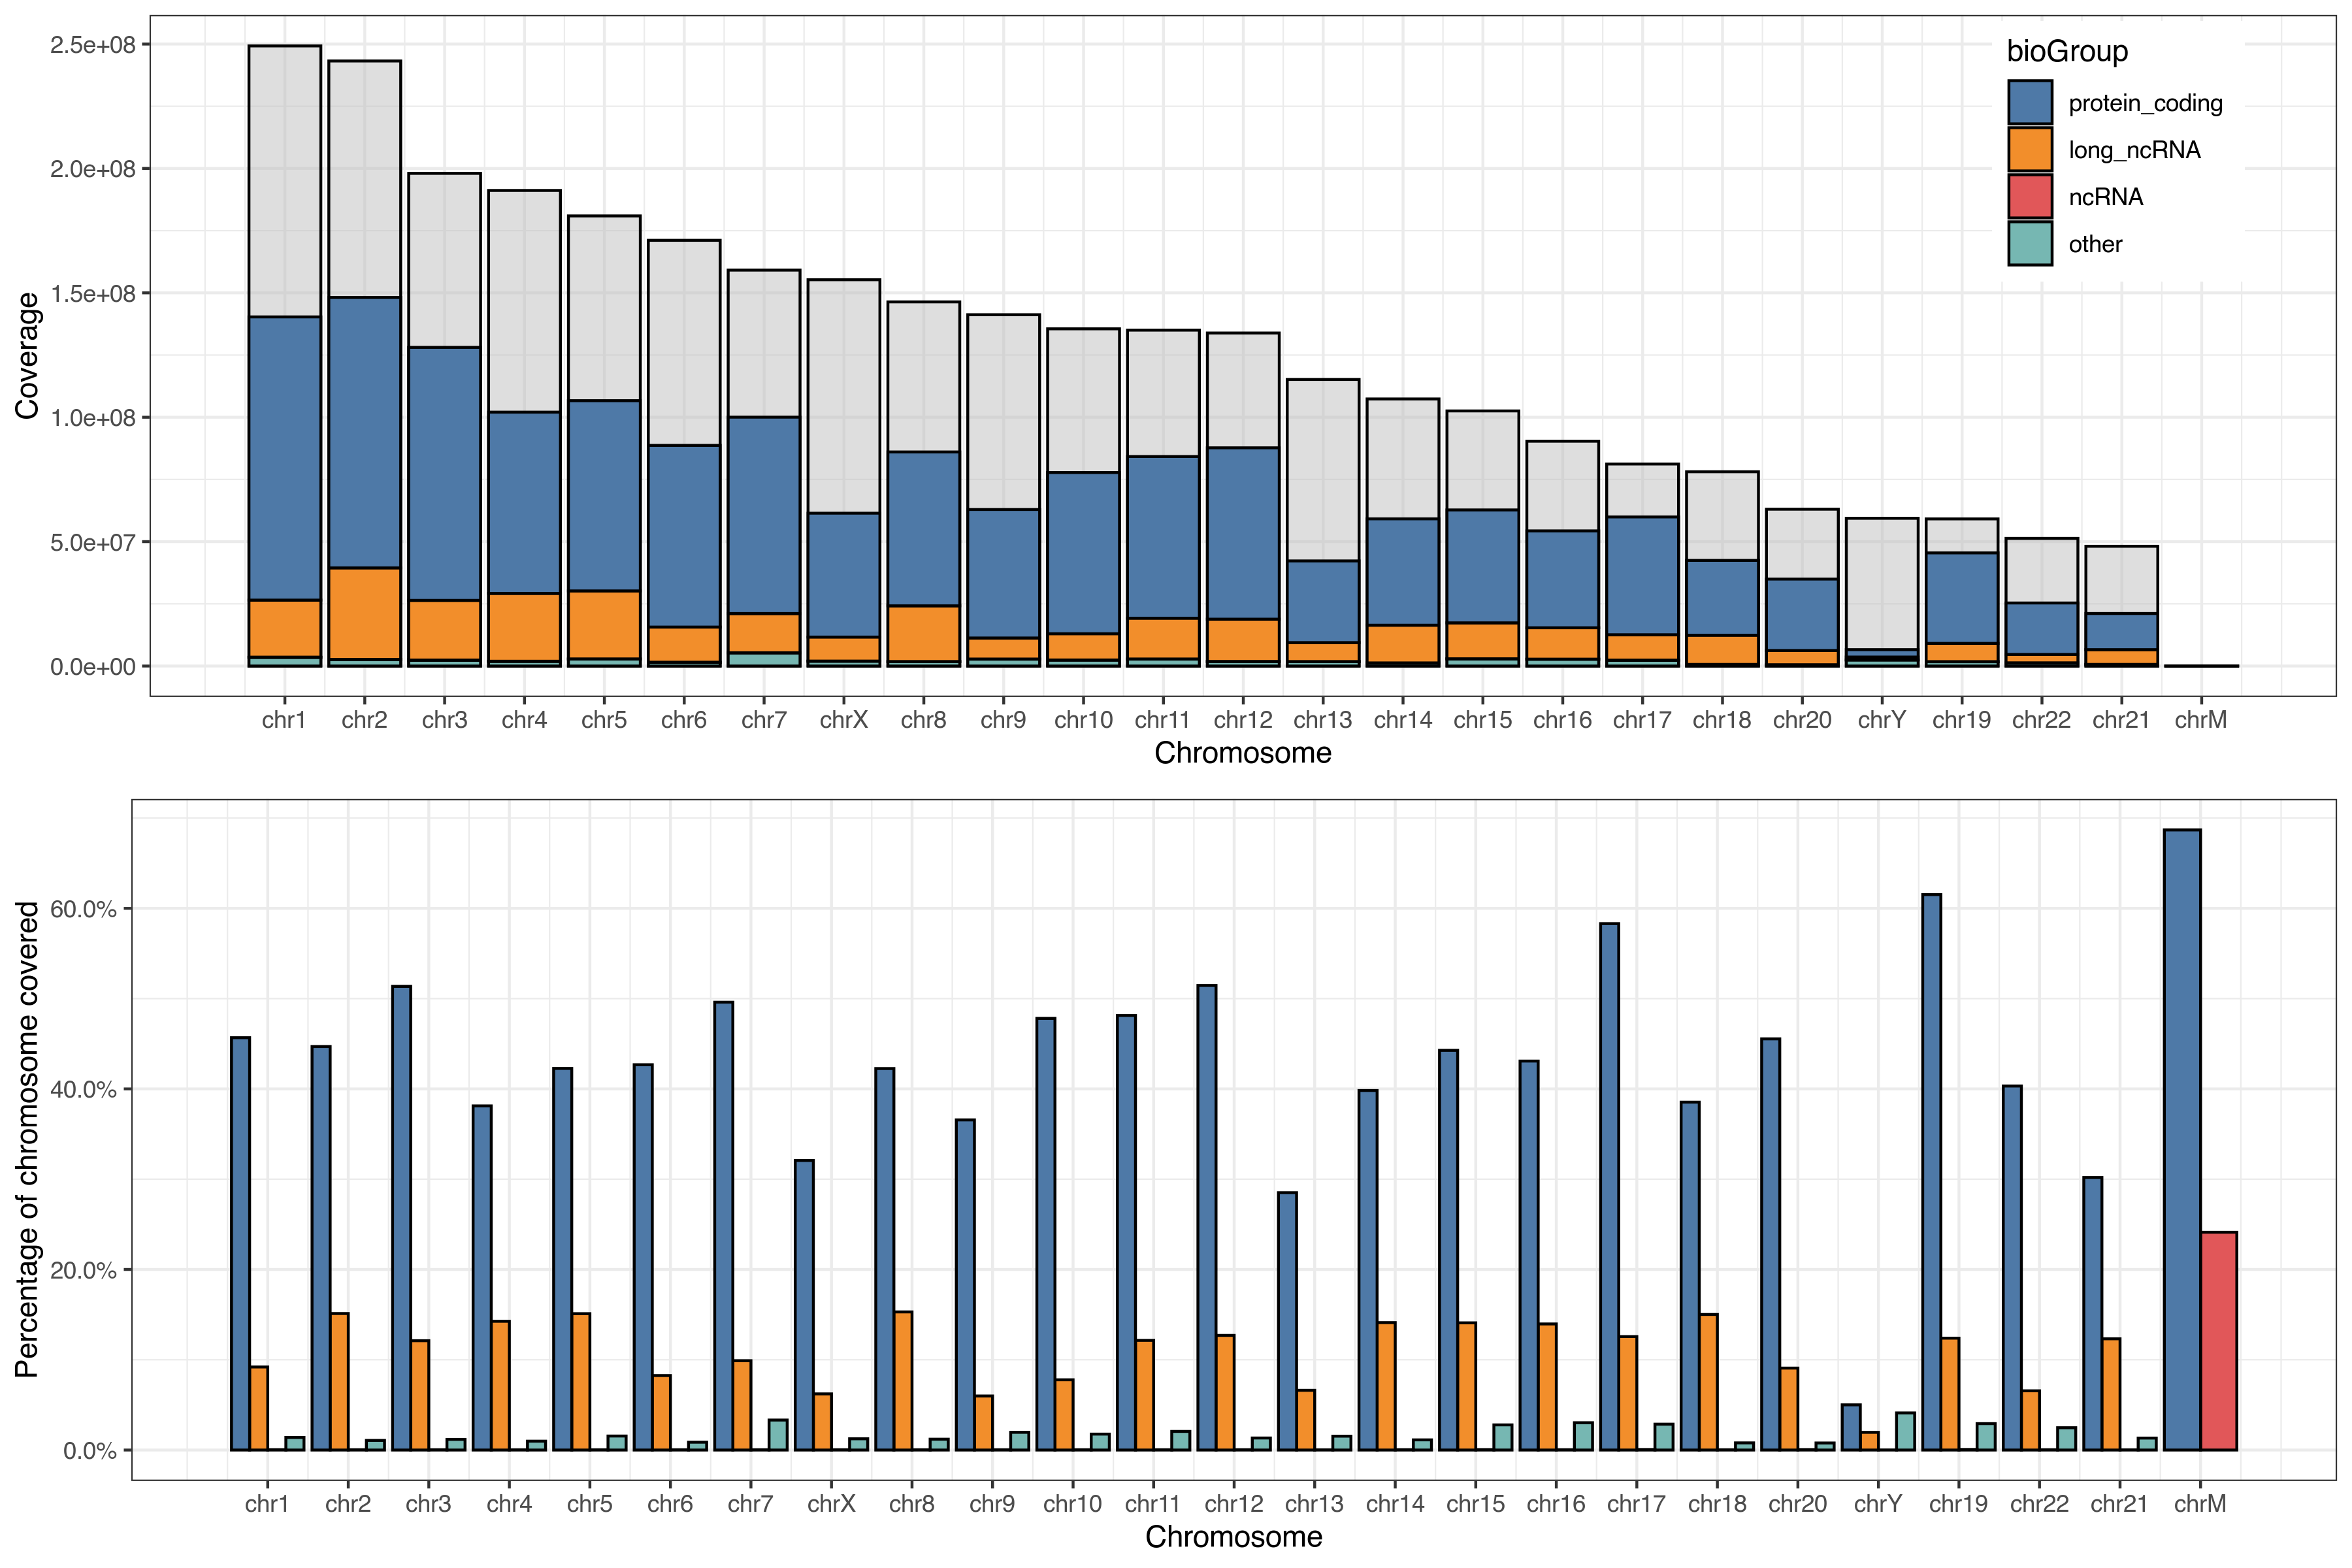 2.5e+08
2.0e+08
1.5e+08
1.0e+08
5.0e+07
0.0e+00
Coverage
bioGroup
protein_coding
long_ncRNA
ncRNA
other
chr1 chr2 chr3 chr4 chr5 chr6 chr7 chrX chr8 chr9 chr10 chr11 chr12 chr13 chr14 chr15 chr16 chr17 chr18 chr20 chrY chr19 chr22 chr21 chrM
Chromosome
60.0%
40.0%
20.0%
0.0%
Percentage of chromosome covered
chr1 chr2 chr3 chr4 chr5 chr6 chr7 chrX chr8 chr9 chr10 chr11 chr12 chr13 chr14 chr15 chr16 chr17 chr18 chr20 chrY chr19 chr22 chr21 chrM
Chromosome